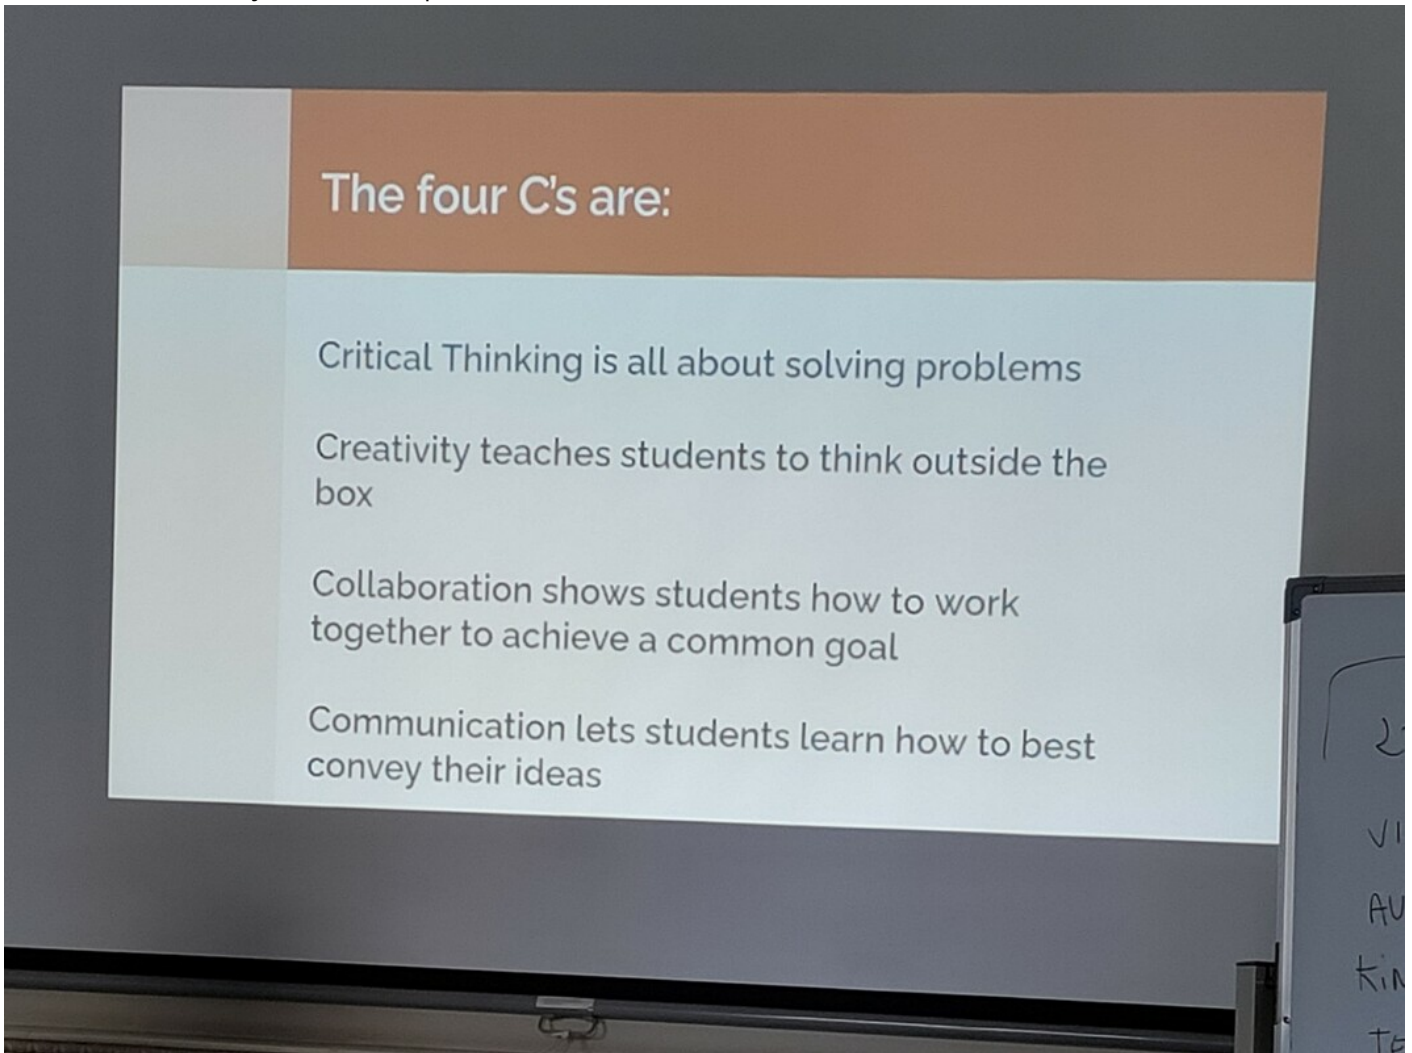 The four C's are:
Critical Thinking is all about solving problems
Creativity teaches students to think outside the
box
Collaboration shows students how to work
together to achieve a common goal
Communication lets students learn how to best
convey their ideas